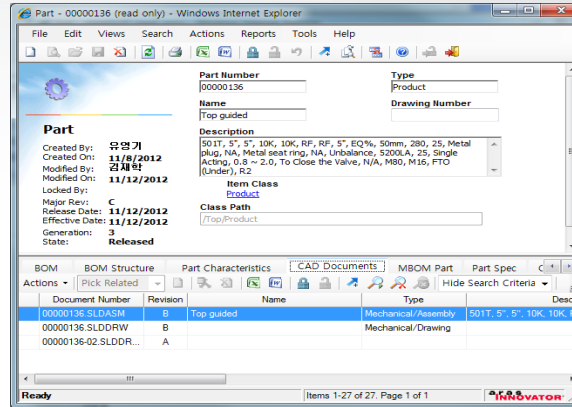 Part - 00000136 (read only) - Windows Internet Explorer
File Edit Views Search Actions Reports Tools Help
Part Number Type
00000136 Product
Name Drawing Number
Top guided
Part
Description
501T, 5", 5", 10K, 10K, RF, RF, 5", EQ%, 50mm, 280, 25, Metal
plug, NA, Metal seat ring, NA, Unbalance, 5200LA, 25, Single
Acting, 0.8 ~ 2.0, To Close the Valve, N/A, M80, M16, FTO
(Under), R2
Created By: 유영기
Created On: 11/8/2012
Modified By: 김재학
Modified On: 11/12/2012
Locked By:
Major Rev: C
Release Date: 11/12/2012
Effective Date: 11/12/2012
Generation: 3
State: Released
Item Class
Product
Class Path
/Top/Product
BOM BOM Structure Part Characteristics CAD Documents MBOM Part Part Spec C
Actions Pick Related Hide Search Criteria
Document Number Revision Name Type Desc
00000136.SLDASM B Top guided Mechanical/Assembly 501T, 5", 5", 10K, 10K,
00000136.SLDDRW B Mechanical/Drawing
00000136-02.SLDDR... A
Ready Items 1-27 of 27. Page 1 of 1 aras INNOVATOR